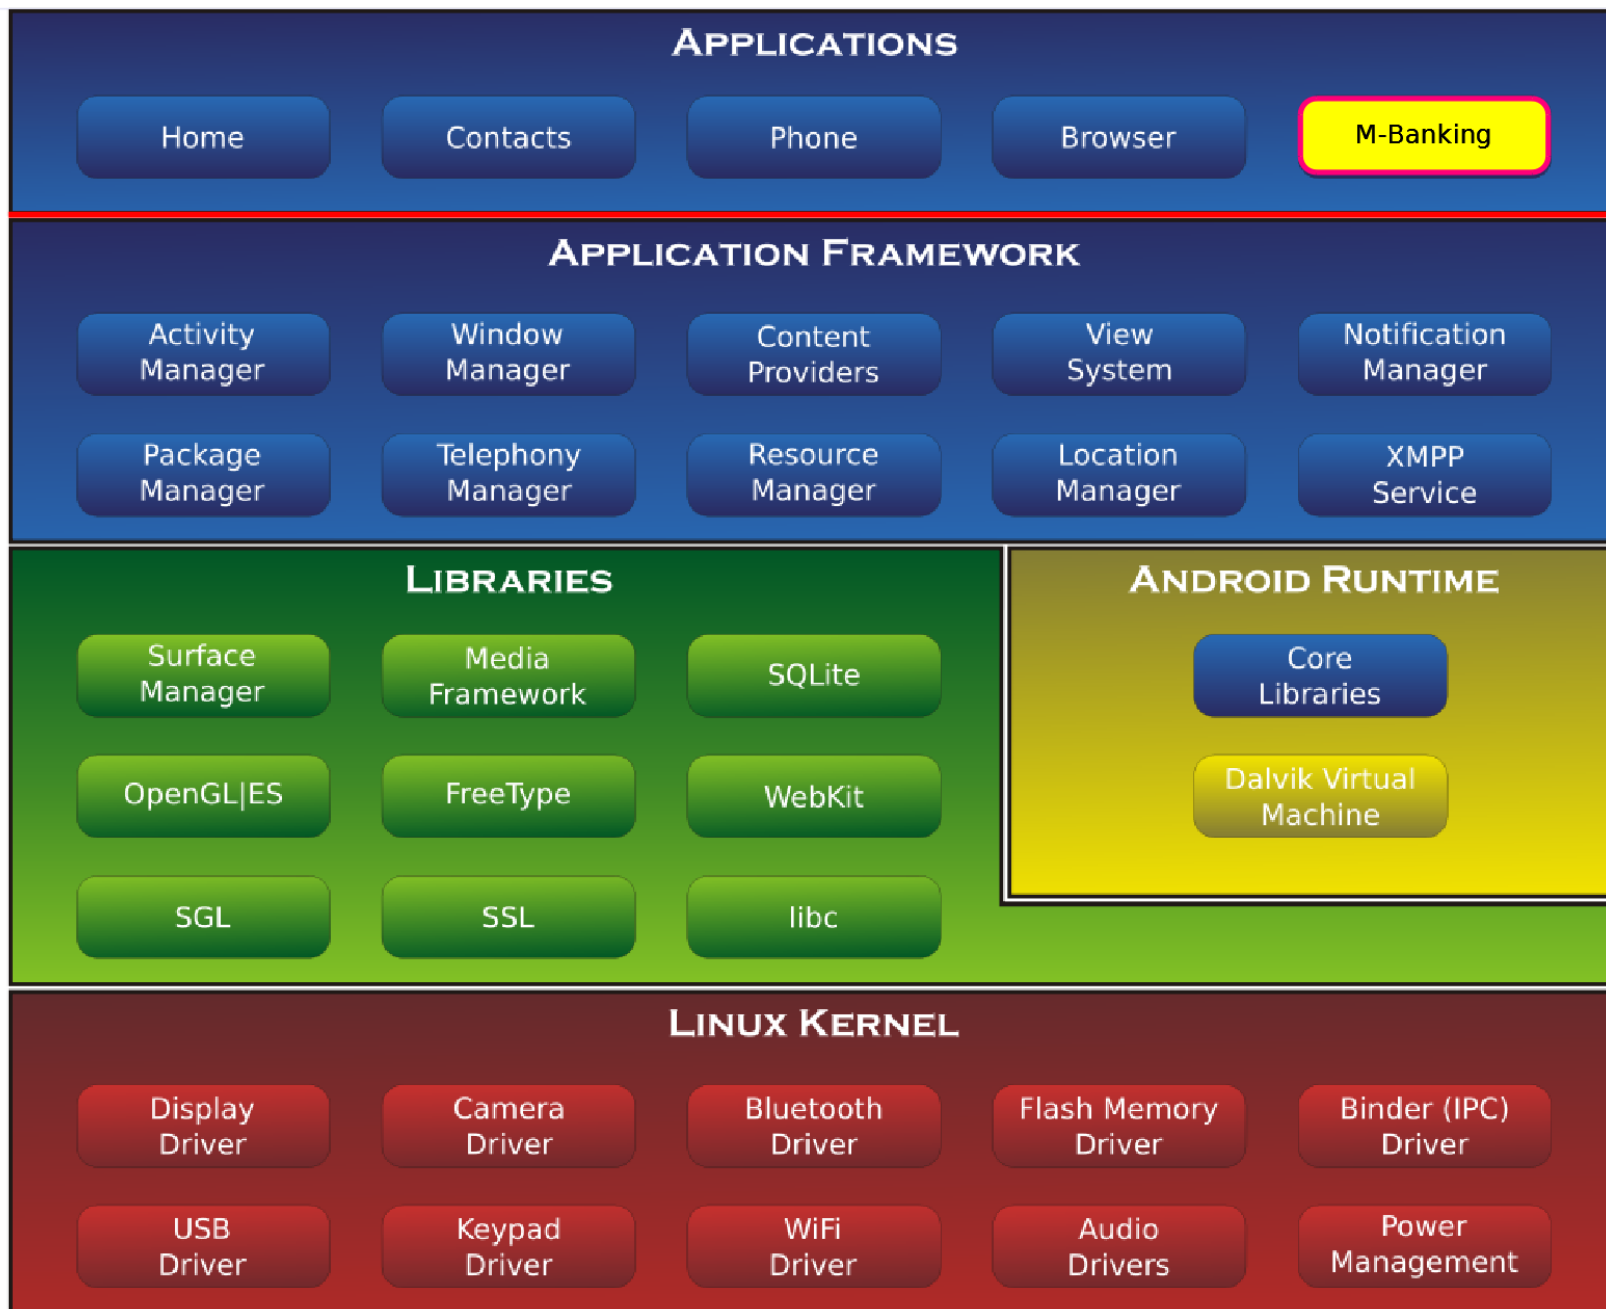 APPLICATIONS
Home
Contacts
Phone
Browser
M-Banking
APPLICATION FRAMEWORK
Activity
Manager
Window
Manager
Content
Providers
View
System
Notification
Manager
Package
Manager
Telephony
Manager
Resource
Manager
Location
Manager
XMPP
Service
LIBRARIES
Surface
Manager
Media
Framework
SQLite
OpenGL|ES
FreeType
WebKit
SGL
SSL
libc
ANDROID RUNTIME
Core
Libraries
Dalvik Virtual
Machine
LINUX KERNEL
Display
Driver
Camera
Driver
Bluetooth
Driver
Flash Memory
Driver
Binder (IPC)
Driver
USB
Driver
Keypad
Driver
WiFi
Driver
Audio
Drivers
Power
Management